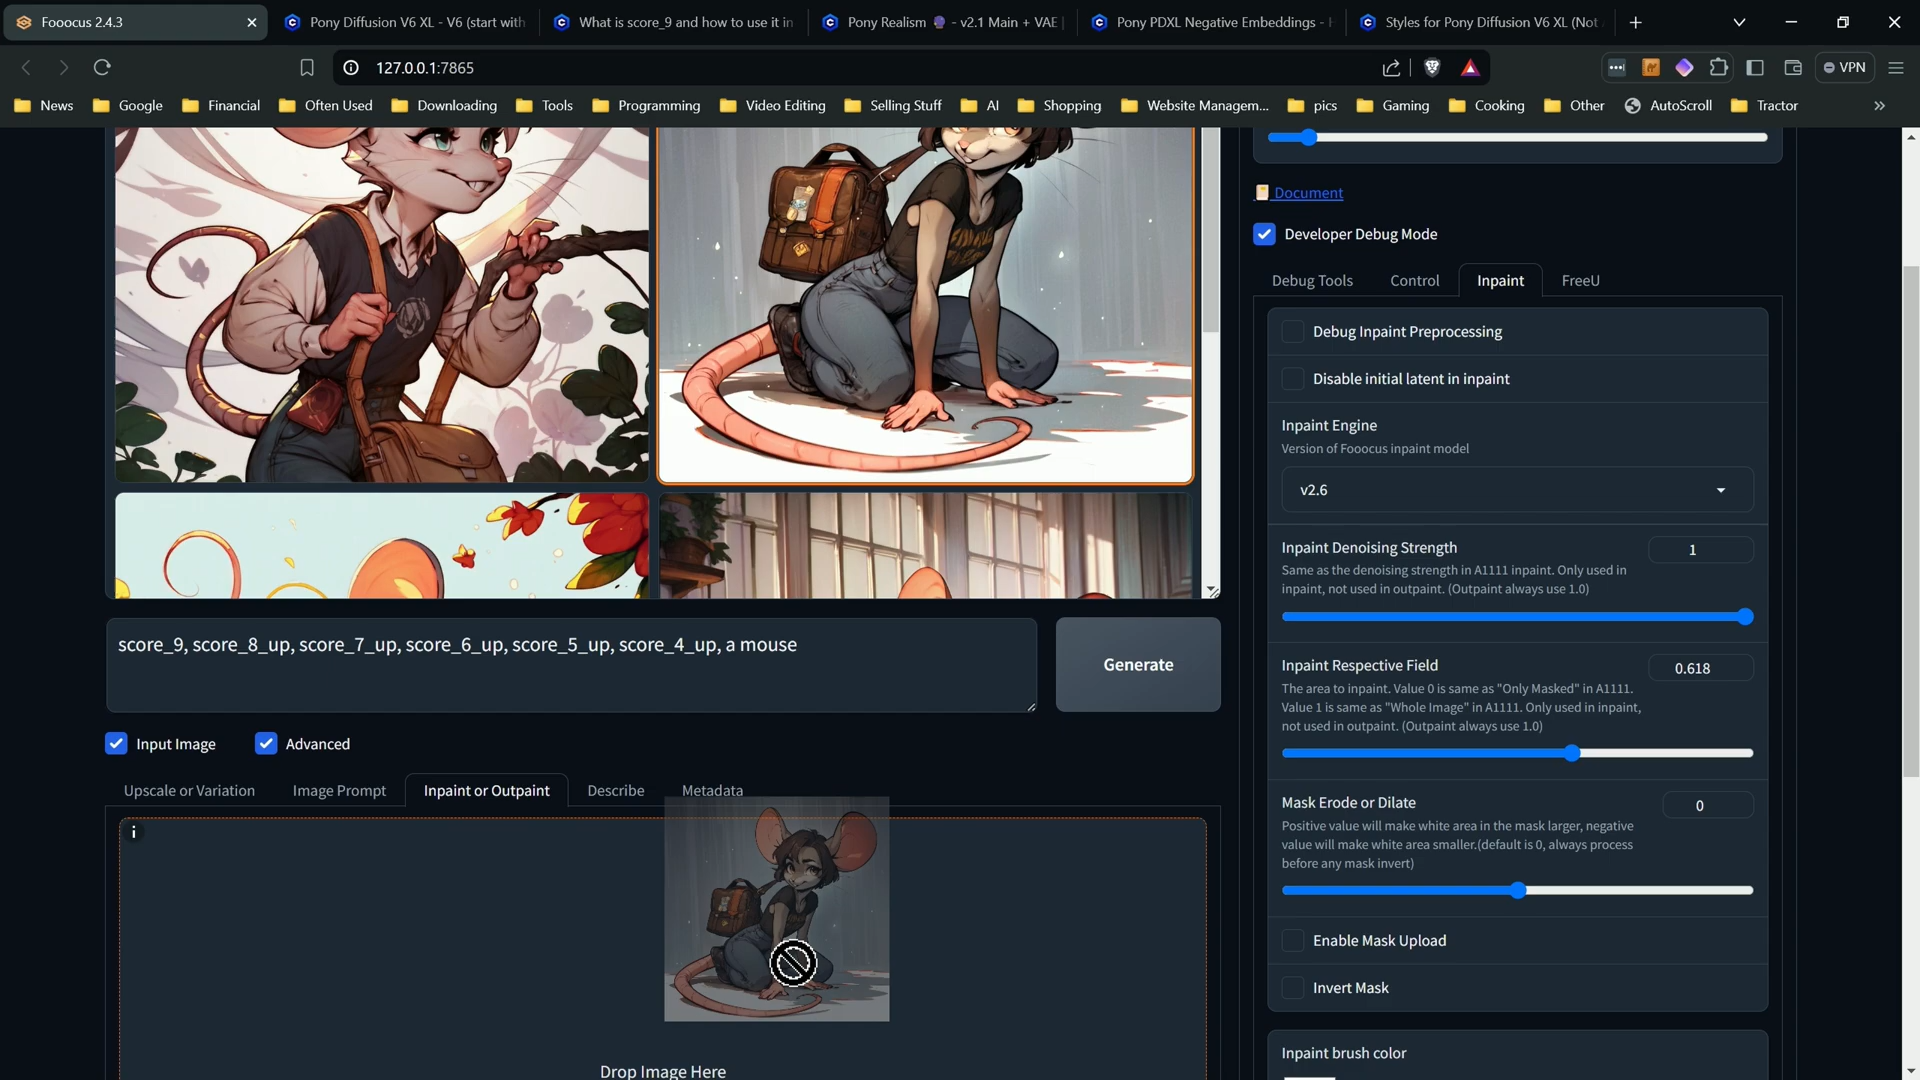 Fooocus 2.4.3
Pony Diffusion V6 XL - V6 (start with
What is score_9 and how to use it in
Pony Realism - v2.1 Main + VAE
Pony PDXL Negative Embeddings -
Styles for Pony Diffusion V6 XL (Not
127.0.0.1:7865
VPN
News
Google
Financial
Often Used
Downloading
Tools
Programming
Video Editing
Selling Stuff
AI
Shopping
Website Managem...
pics
Gaming
Cooking
Other
AutoScroll
Tractor
Document
Developer Debug Mode
Debug Tools
Control
Inpaint
FreeU
Debug Inpaint Preprocessing
Disable initial latent in inpaint
Inpaint Engine
Version of Fooocus inpaint model
v2.6
Inpaint Denoising Strength
1
Same as the denoising strength in A1111 inpaint. Only used in
inpaint, not used in outpaint. (Outpaint always use 1.0)
Inpaint Respective Field
0.618
The area to inpaint. Value 0 is same as "Only Masked" in A1111.
Value 1 is same as "Whole Image" in A1111. Only used in inpaint,
not used in outpaint. (Outpaint always use 1.0)
Mask Erode or Dilate
0
Positive value will make white area in the mask larger, negative
value will make white area smaller.(default is 0, always process
before any mask invert)
Enable Mask Upload
Invert Mask
Inpaint brush color
score_9, score_8_up, score_7_up, score_6_up, score_5_up, score_4_up, a mouse
Generate
Input Image
Advanced
Upscale or Variation
Image Prompt
Inpaint or Outpaint
Describe
Metadata
i
Drop Image Here